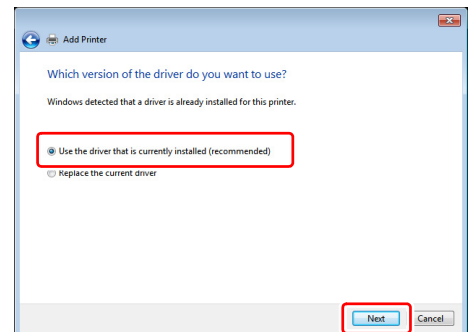 Add Printer
Which version of the driver do you want to use?
Windows detected that a driver is already installed for this printer.
Use the driver that is currently installed (recommended)
Replace the current driver
Next
Cancel